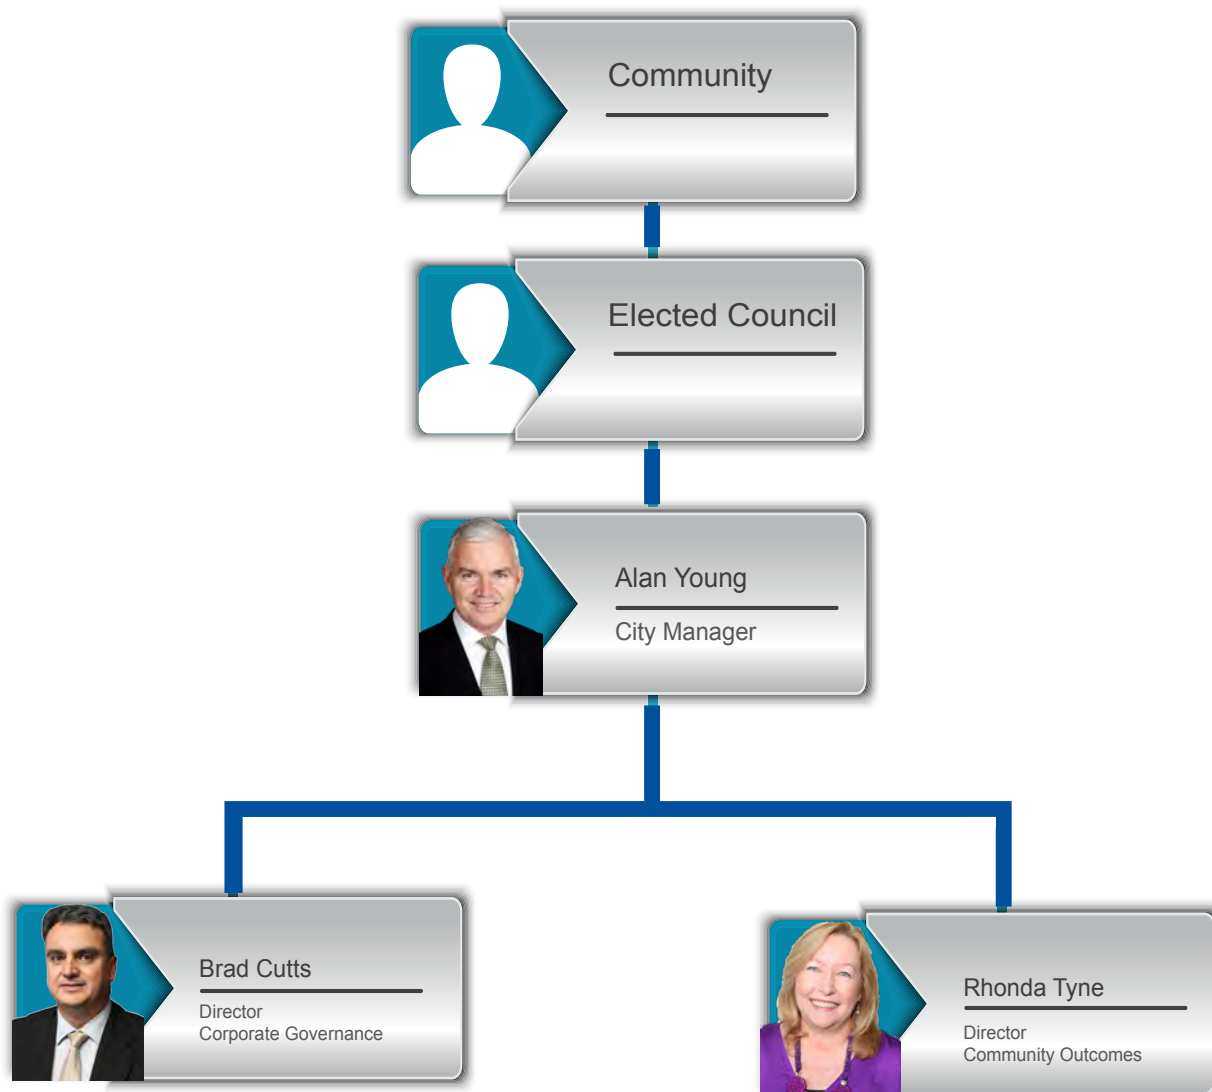 Community
Elected Council
Alan Young
City Manager
Brad Cutts
Director
Corporate Governance
Rhonda Tyne
Director
Community Outcomes